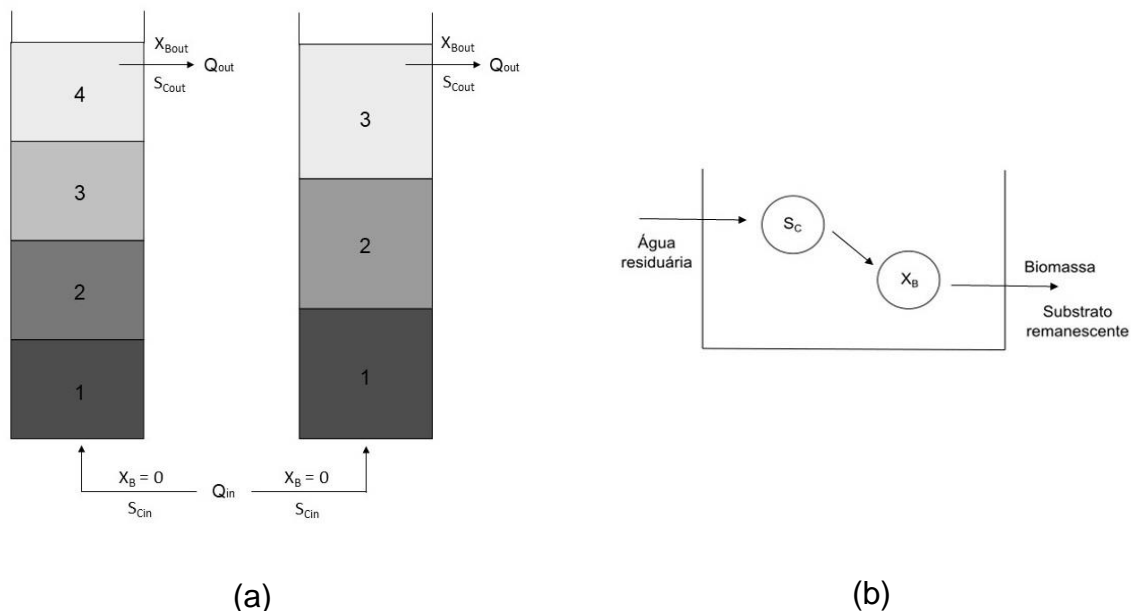 X_Bout
Q_out
S_Cout
4
3
2
1
X_Bout
Q_out
S_Cout
3
2
1
X_B = 0
Q_in
X_B = 0
S_Cin
S_Cin
(a)
Água
residuária
S_C
X_B
Biomassa
Substrato
remanescente
(b)